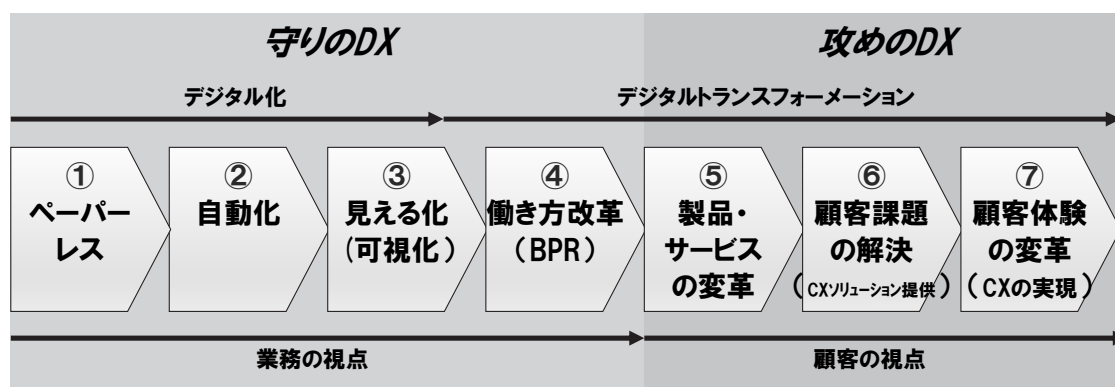 守りのDX
攻めのDX
デジタル化
デジタルトランスフォーメーション
①
ペーパー
レス
②
自動化
③
見える化
(可視化)
④
働き方改革
(BPR)
⑤
製品・
サービス
の変革
⑥
顧客課題
の解決
(CXソリューション提供)
⑦
顧客体験
の変革
(CXの実現)
業務の視点
顧客の視点